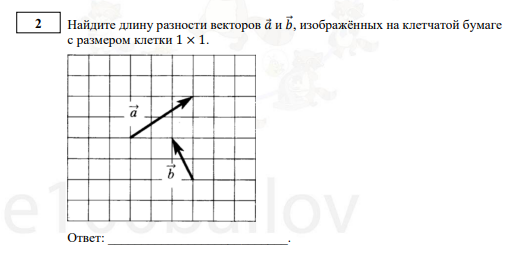 2
Найдите длину разности векторов a⃗ и b⃗, изображённых на клетчатой бумаге
с размером клетки 1 × 1.
a⃗
b⃗
Ответ: ____________________________.